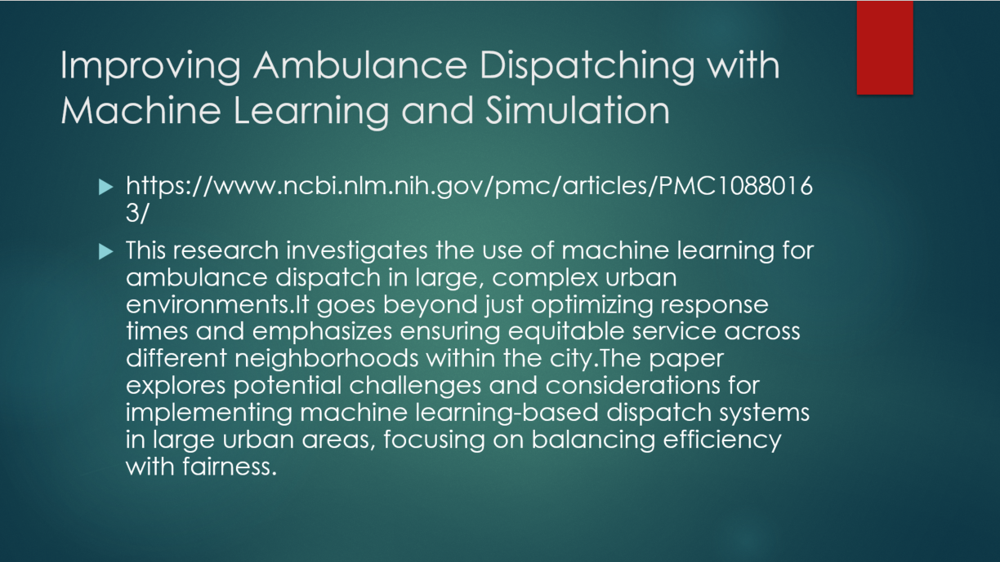 Improving Ambulance Dispatching with
Machine Learning and Simulation
https://www.ncbi.nlm.nih.gov/pmc/articles/PMC1088016
3/
This research investigates the use of machine learning for
ambulance dispatch in large, complex urban
environments.It goes beyond just optimizing response
times and emphasizes ensuring equitable service across
different neighborhoods within the city.The paper
explores potential challenges and considerations for
implementing machine learning-based dispatch systems
in large urban areas, focusing on balancing efficiency
with fairness.